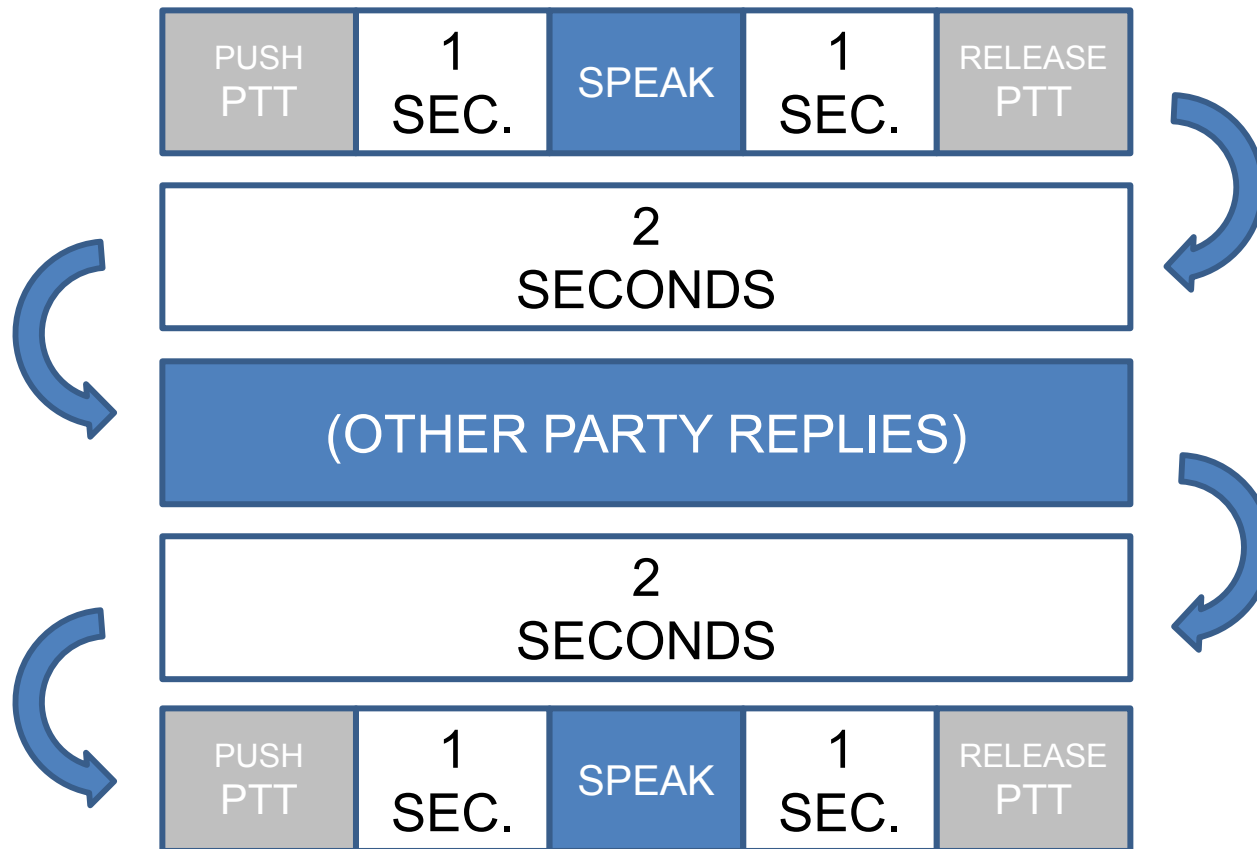 PUSH
PTT
1
SEC.
SPEAK
1
SEC.
RELEASE
PTT
2
SECONDS
(OTHER PARTY REPLIES)
2
SECONDS
PUSH
PTT
1
SEC.
SPEAK
1
SEC.
RELEASE
PTT